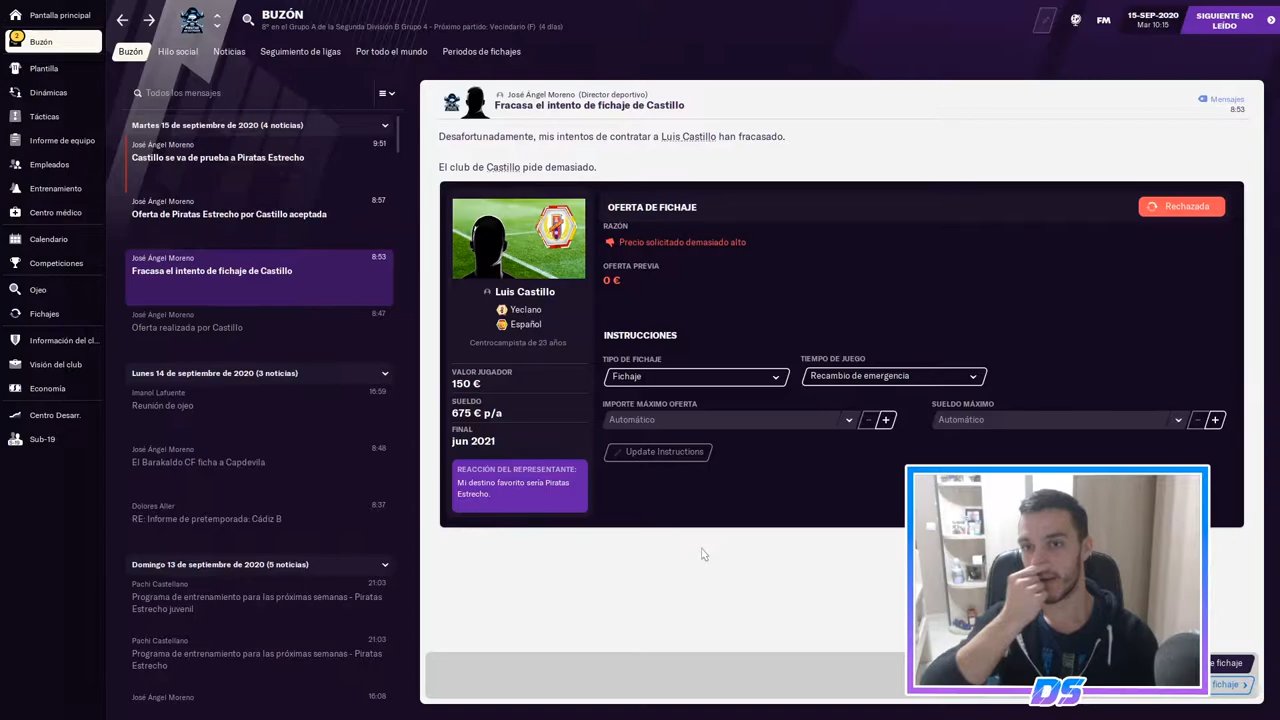 Pantalla principal
2
Buzón
Plantilla
Dinámicas
Tácticas
Informe de equipo
Empleados
Entrenamiento
Centro médico
Calendario
Competiciones
Ojeo
Fichajes
Información del cl...
Visión del club
Economía
Centro Desarr.
Sub-19
BUZÓN
8º en el Grupo A de la Segunda División B Grupo 4 - Próximo partido: Vecindario (F) (4 días)
FM
15-SEP-2020
Mar 10:15
SIGUIENTE NO LEÍDO
Buzón
Hilo social
Noticias
Seguimiento de ligas
Por todo el mundo
Periodos de fichajes
Todos los mensajes
Martes 15 de septiembre de 2020 (4 noticias)
José Ángel Moreno 9:51
Castillo se va de prueba a Piratas Estrecho
José Ángel Moreno 8:57
Oferta de Piratas Estrecho por Castillo aceptada
José Ángel Moreno 8:53
Fracasa el intento de fichaje de Castillo
José Ángel Moreno 8:47
Oferta realizada por Castillo
Lunes 14 de septiembre de 2020 (3 noticias)
Imanol Lafuente 16:59
Reunión de ojeo
José Ángel Moreno 8:48
El Barakaldo CF ficha a Capdevila
Dolores Aller 8:37
RE: Informe de pretemporada: Cádiz B
Domingo 13 de septiembre de 2020 (5 noticias)
Pachi Castellano 21:03
Programa de entrenamiento para las próximas semanas - Piratas
Estrecho juvenil
Pachi Castellano 21:03
Programa de entrenamiento para las próximas semanas - Piratas
Estrecho
José Ángel Moreno 16:08
José Ángel Moreno (Director deportivo)
Fracasa el intento de fichaje de Castillo
Mensajes
8:53
Desafortunadamente, mis intentos de contratar a Luis Castillo han fracasado.
El club de Castillo pide demasiado.
Luis Castillo
Yeclano
Español
Centrocampista de 23 años
VALOR JUGADOR
150 €
SUELDO
675 € p/a
FINAL
jun 2021
REACCIÓN DEL REPRESENTANTE:
Mi destino favorito sería Piratas
Estrecho.
OFERTA DE FICHAJE
Rechazada
RAZÓN
Precio solicitado demasiado alto
OFERTA PREVIA
0 €
INSTRUCCIONES
TIPO DE FICHAJE
Fichaje
TIEMPO DE JUEGO
Recambio de emergencia
IMPORTE MÁXIMO OFERTA
Automático
SUELDO MÁXIMO
Automático
Update Instructions
e fichaje
fichaje
DS